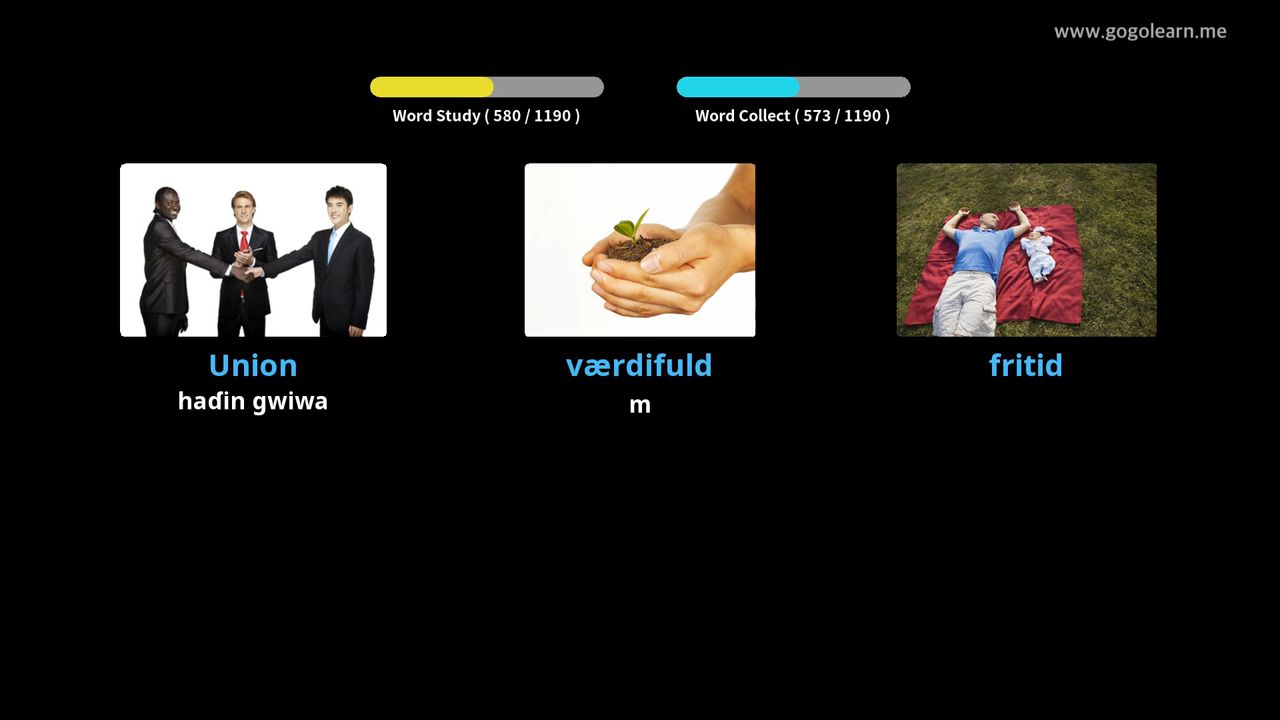 www.gogolearn.me
Word Study ( 580 / 1190 )
Word Collect ( 573 / 1190 )
Union
haɗin gwiwa
værdifuld
m
fritid